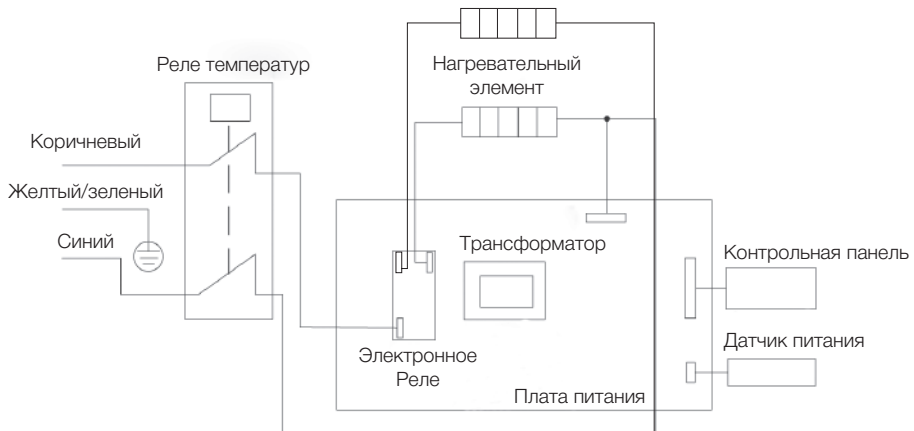 Реле температур
Нагревательный
элемент
Коричневый
Желтый/зеленый
Синий
Трансформатор
Контрольная панель
Электронное
Реле
Датчик питания
Плата питания